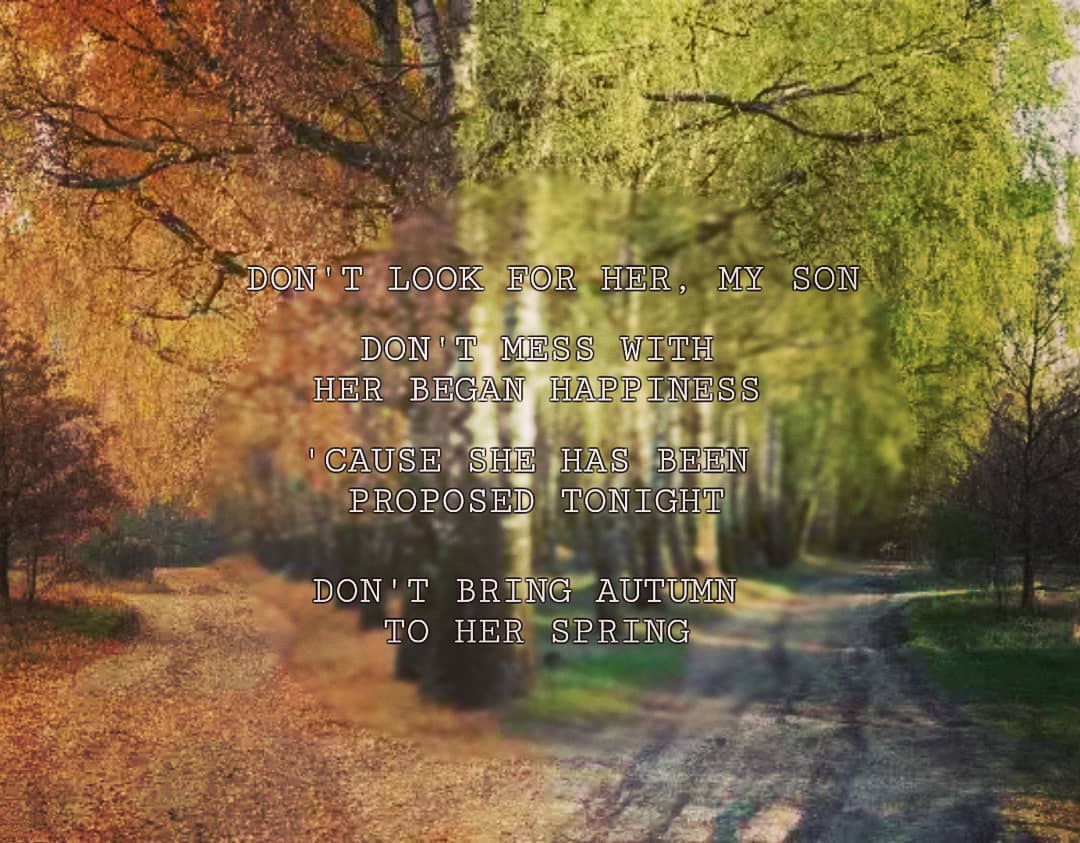 DON'T LOOK FOR HER, MY SON
DON'T MESS WITH
HER BEGAN HAPPINESS
'CAUSE SHE HAS BEEN
PROPOSED TONIGHT
DON'T BRING AUTUMN
TO HER SPRING